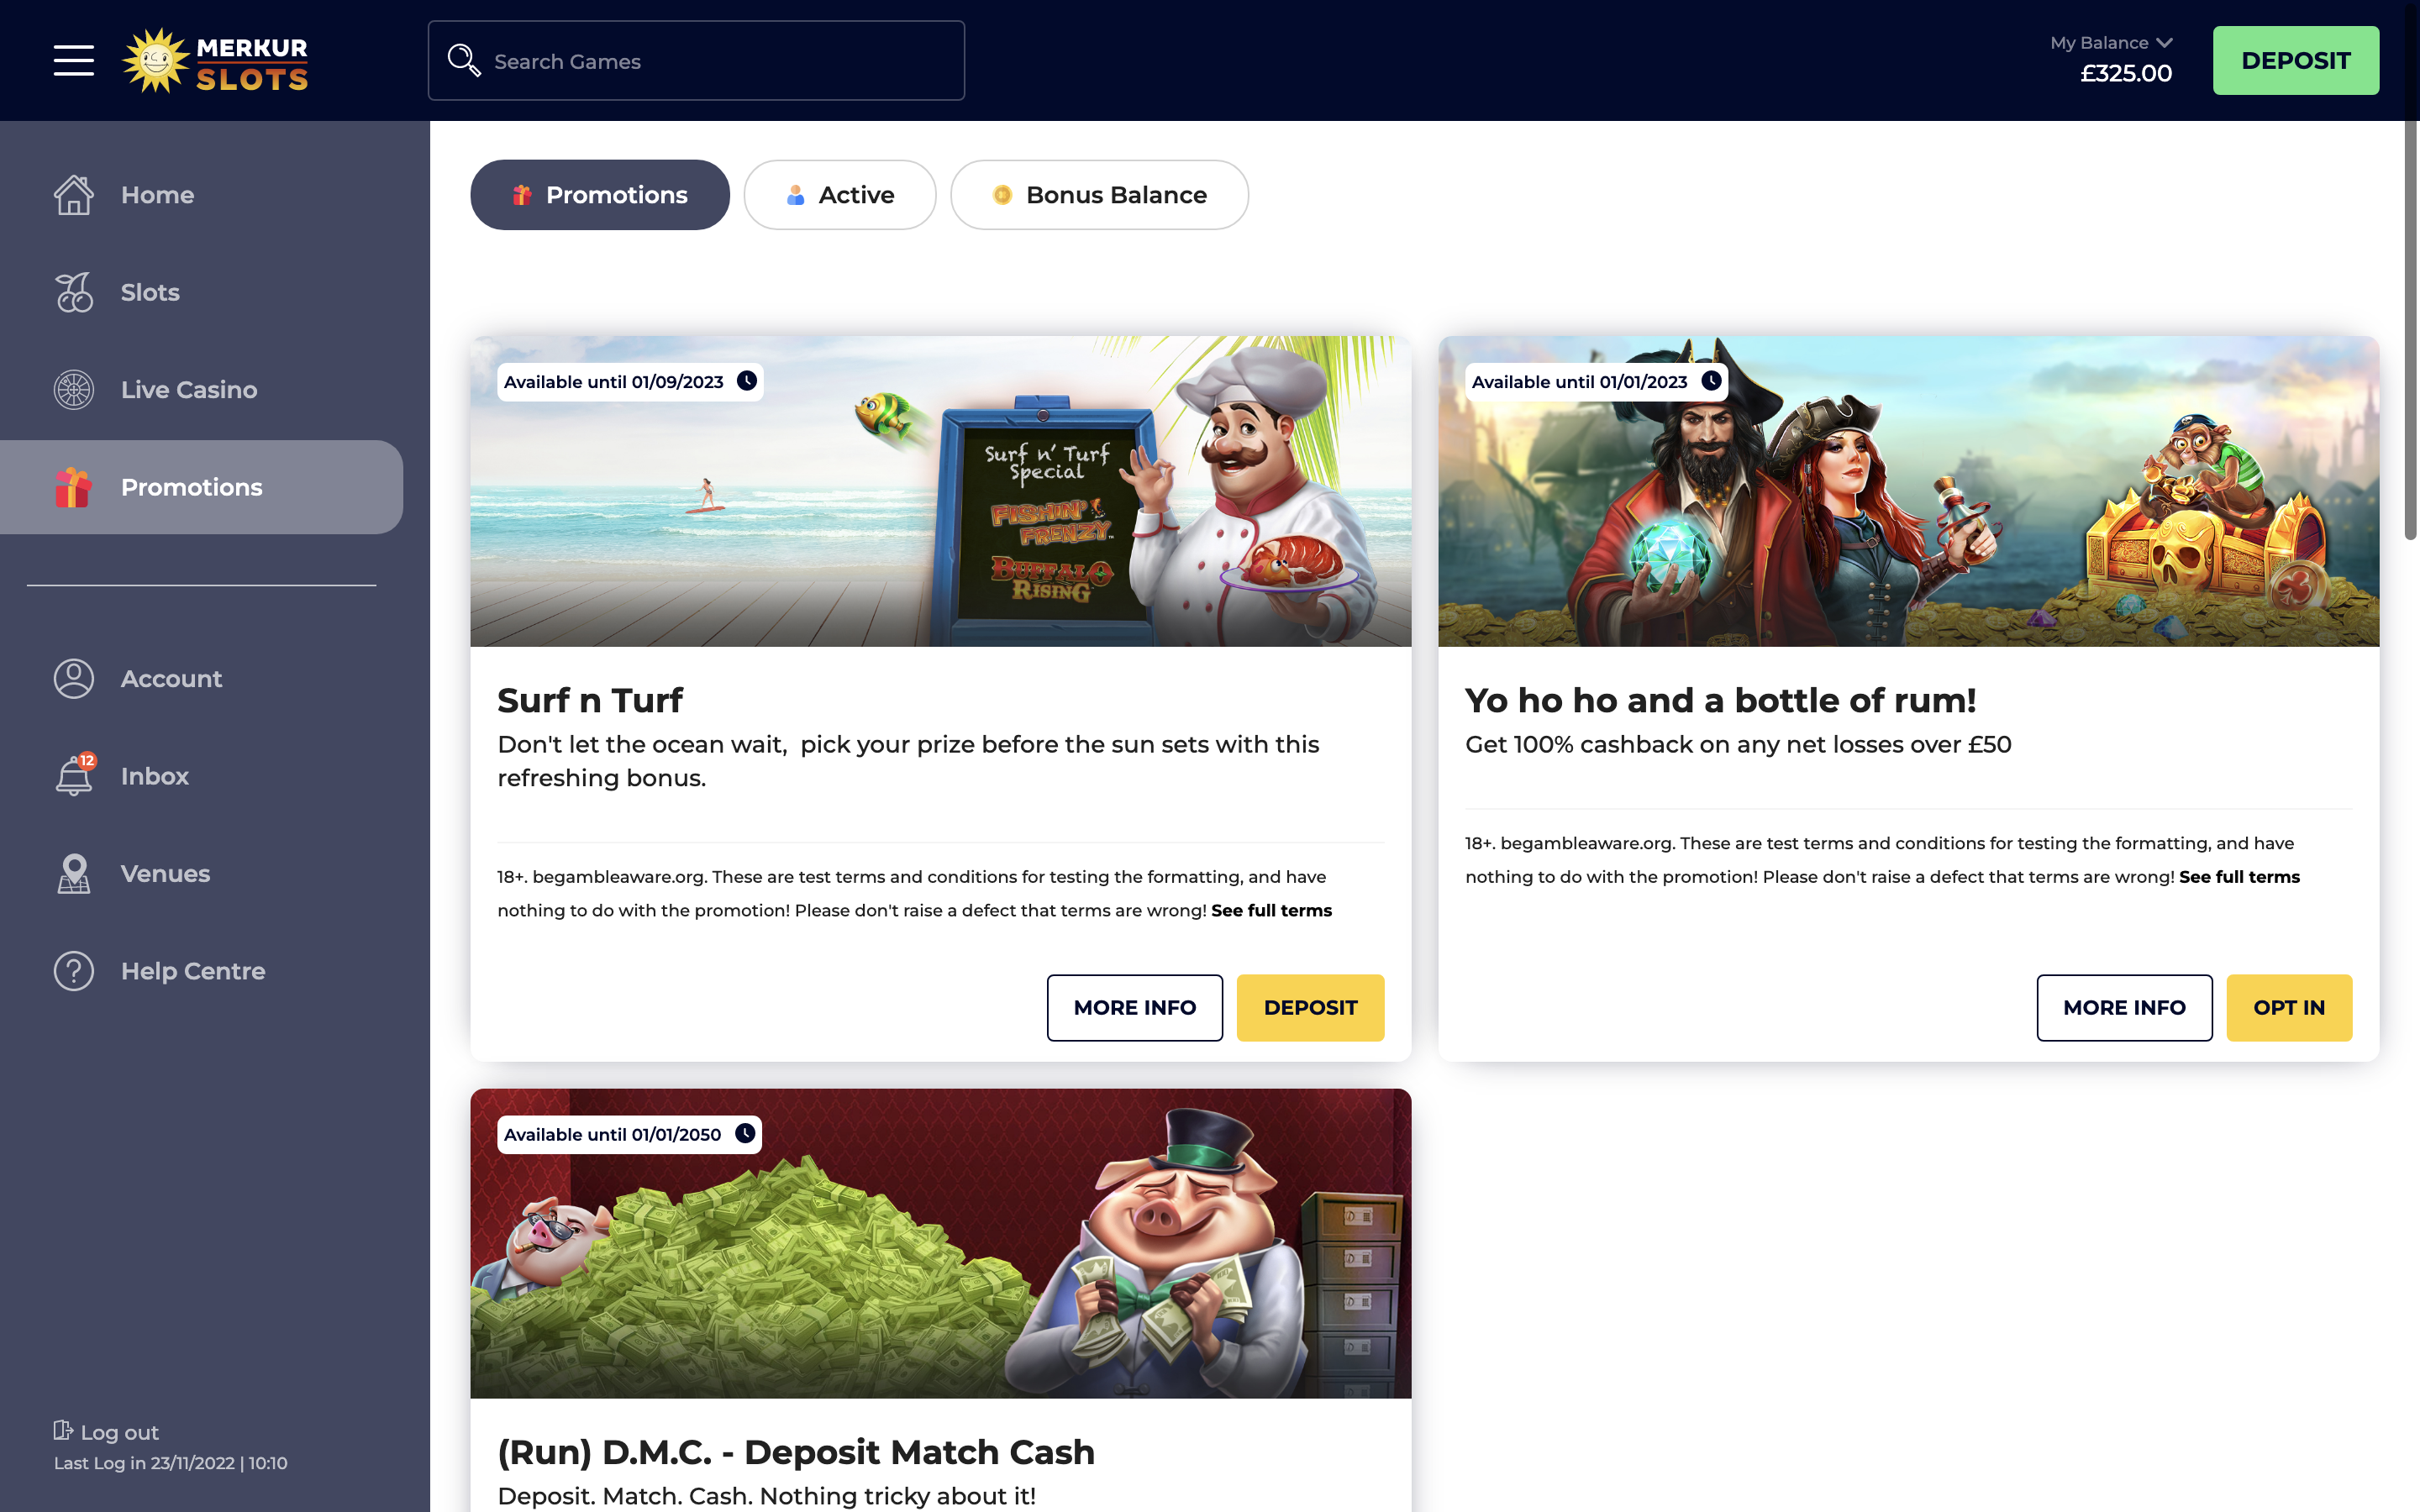 MERKUR
SLOTS
Search Games
My Balance
£325.00
DEPOSIT
Home
Slots
Live Casino
Promotions
Account
12
Inbox
Venues
Help Centre
Log out
Last Log in 23/11/2022 | 10:10
Promotions
Active
Bonus Balance
Available until 01/09/2023
Surf n' Turf
Special
FISHIN'
FRENZY
BUFFALO
RISING
Surf n Turf
Don't let the ocean wait,  pick your prize before the sun sets with this
refreshing bonus.
18+. begambleaware.org. These are test terms and conditions for testing the formatting, and have
nothing to do with the promotion! Please don't raise a defect that terms are wrong! See full terms
MORE INFO
DEPOSIT
Available until 01/01/2023
Yo ho ho and a bottle of rum!
Get 100% cashback on any net losses over £50
18+. begambleaware.org. These are test terms and conditions for testing the formatting, and have
nothing to do with the promotion! Please don't raise a defect that terms are wrong! See full terms
MORE INFO
OPT IN
Available until 01/01/2050
(Run) D.M.C. - Deposit Match Cash
Deposit. Match. Cash. Nothing tricky about it!